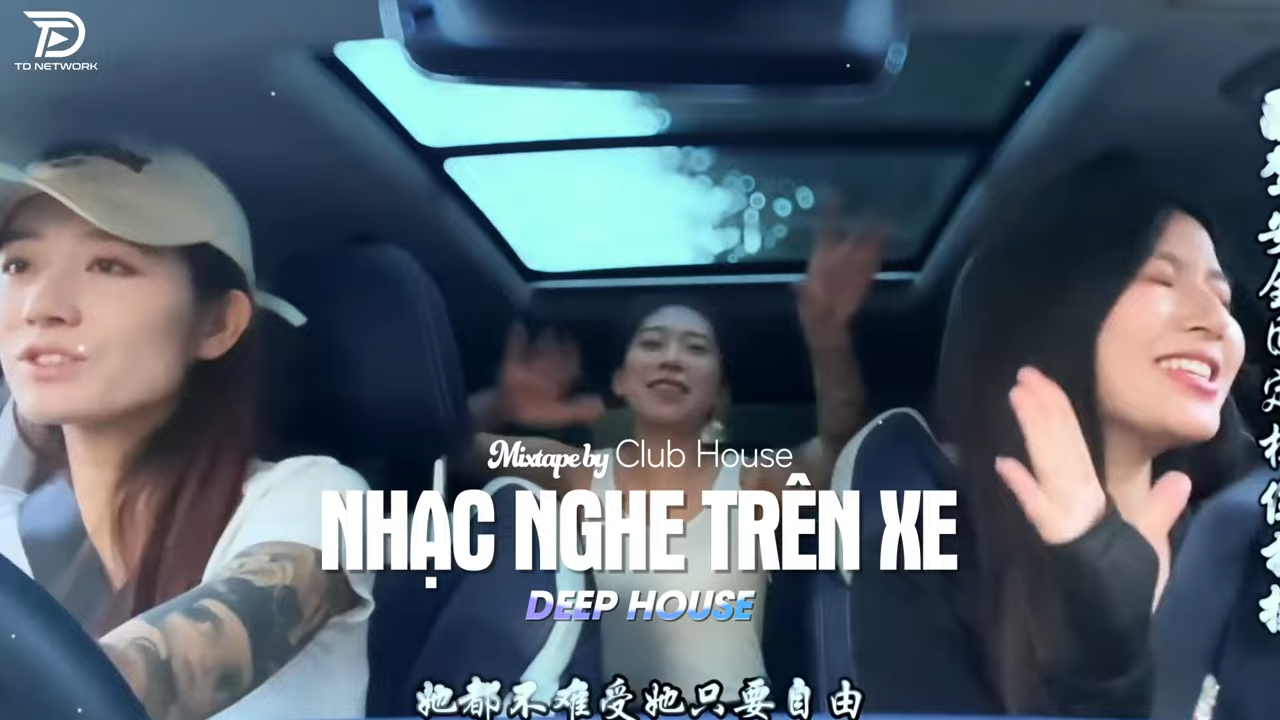 TD NETWORK
Mixtape by Club House
NHẠC NGHE TRÊN XE
DEEP HOUSE
她都不难受她只要自由